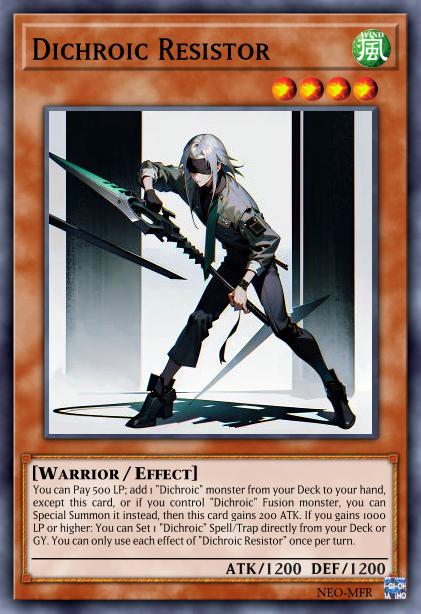 Dichroic Resistor
WIND
風
[Warrior / Effect]
You can Pay 500 LP; add 1 "Dichroic" monster from your Deck to your hand,
except this card, or if you control "Dichroic" Fusion monster, you can
Special Summon it instead, then this card gains 200 ATK. If you gains 1000
LP or higher: You can Set 1 "Dichroic" Spell/Trap directly from your Deck or
GY. You can only use each effect of "Dichroic Resistor" once per turn.
ATK/1200 DEF/1200
NEO-MFR